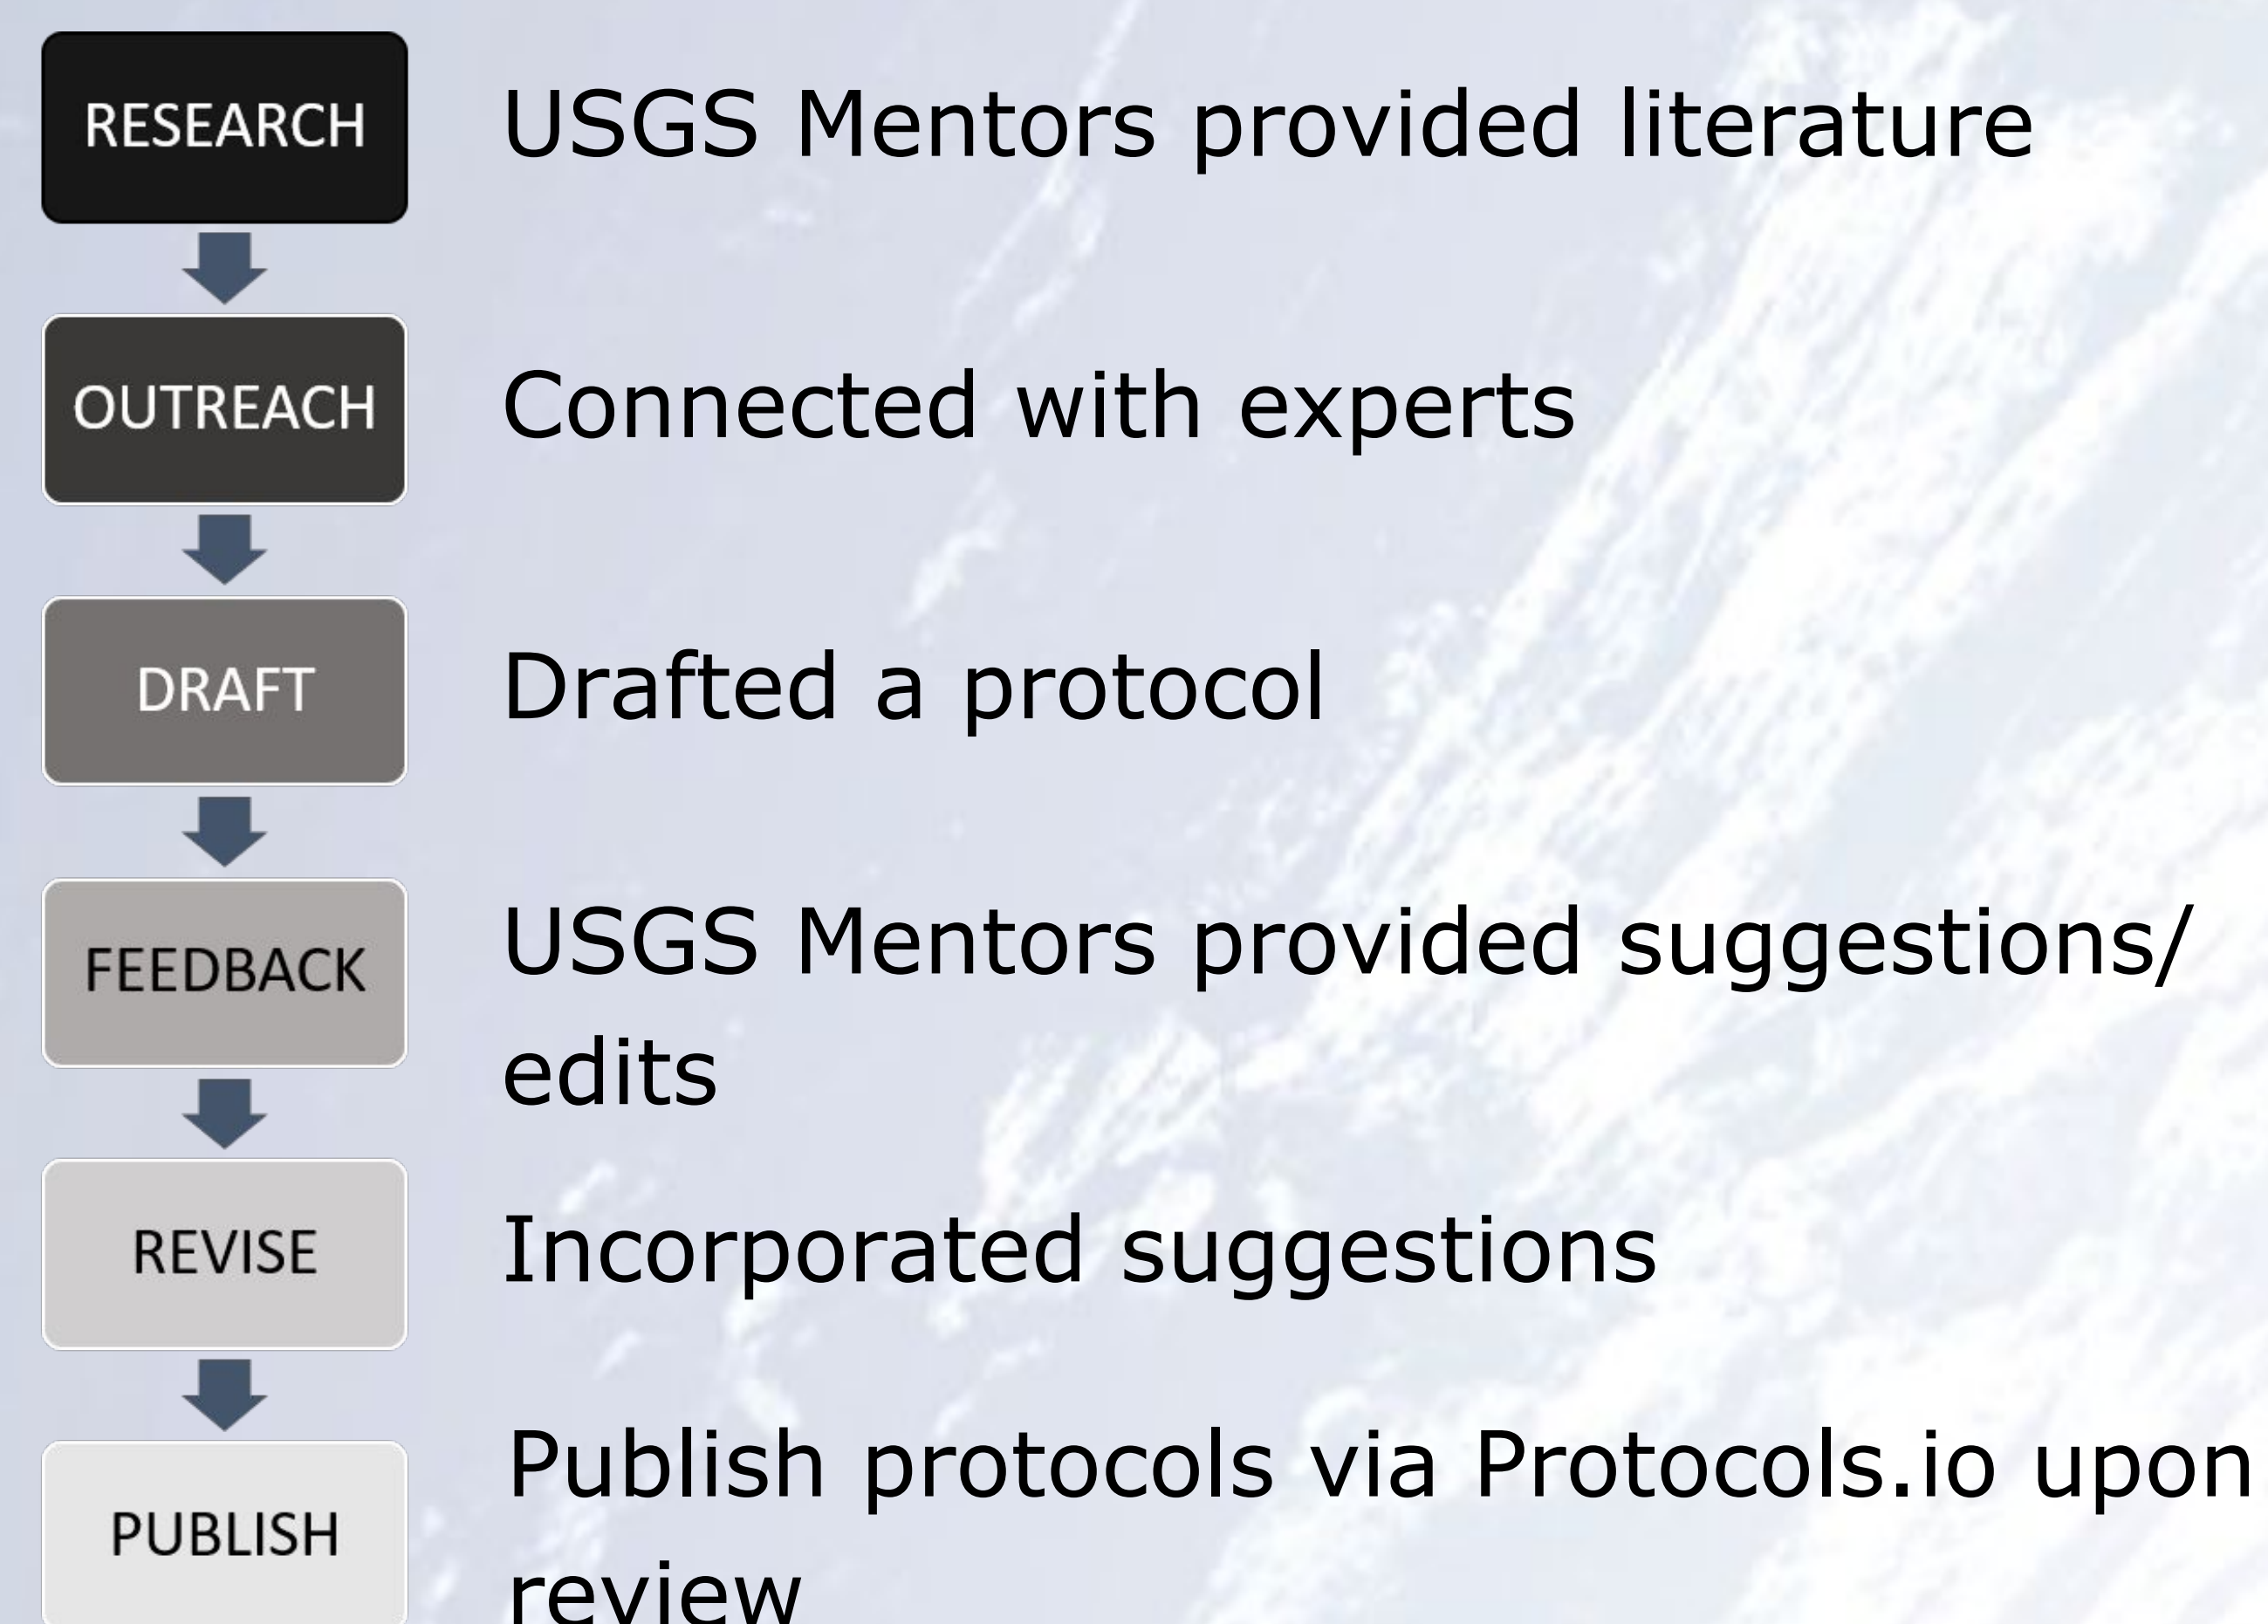 RESEARCH
USGS Mentors provided literature
OUTREACH
Connected with experts
DRAFT
Drafted a protocol
FEEDBACK
USGS Mentors provided suggestions/
edits
REVISE
Incorporated suggestions
PUBLISH
Publish protocols via Protocols.io upon
review